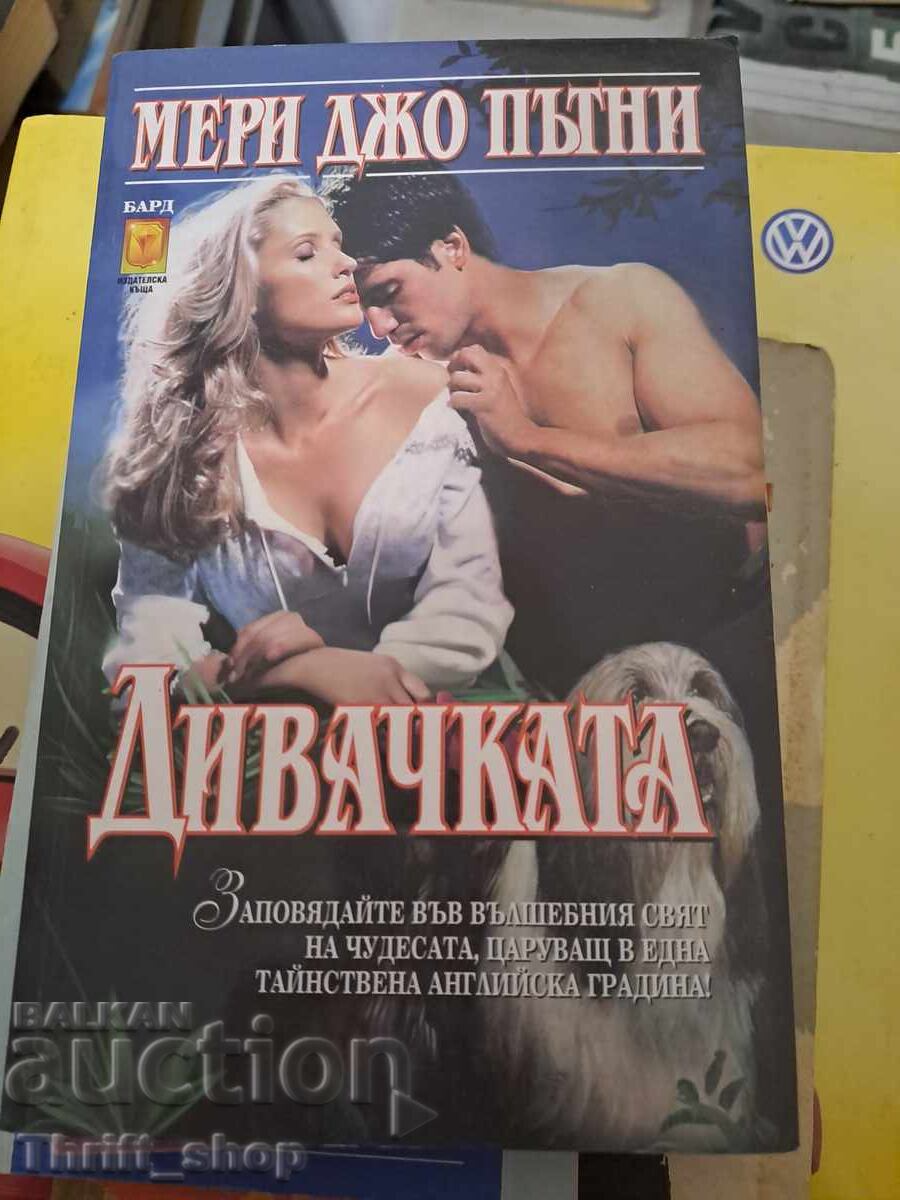 МЕРИ ДЖО ПЪТНИ
БАРД
ИЗДАТЕЛСКА
КЪЩА
ДИВАЧКАТА
ЗАПОВЯДАЙТЕ ВЪВ ВЪЛШЕБНИЯ СВЯТ
НА ЧУДЕСАТА, ЦАРУВАЩ В ЕДНА
ТАЙНСТВЕНА АНГЛИЙСКА ГРАДИНА!
BALKAN
auction
Thrift_shop